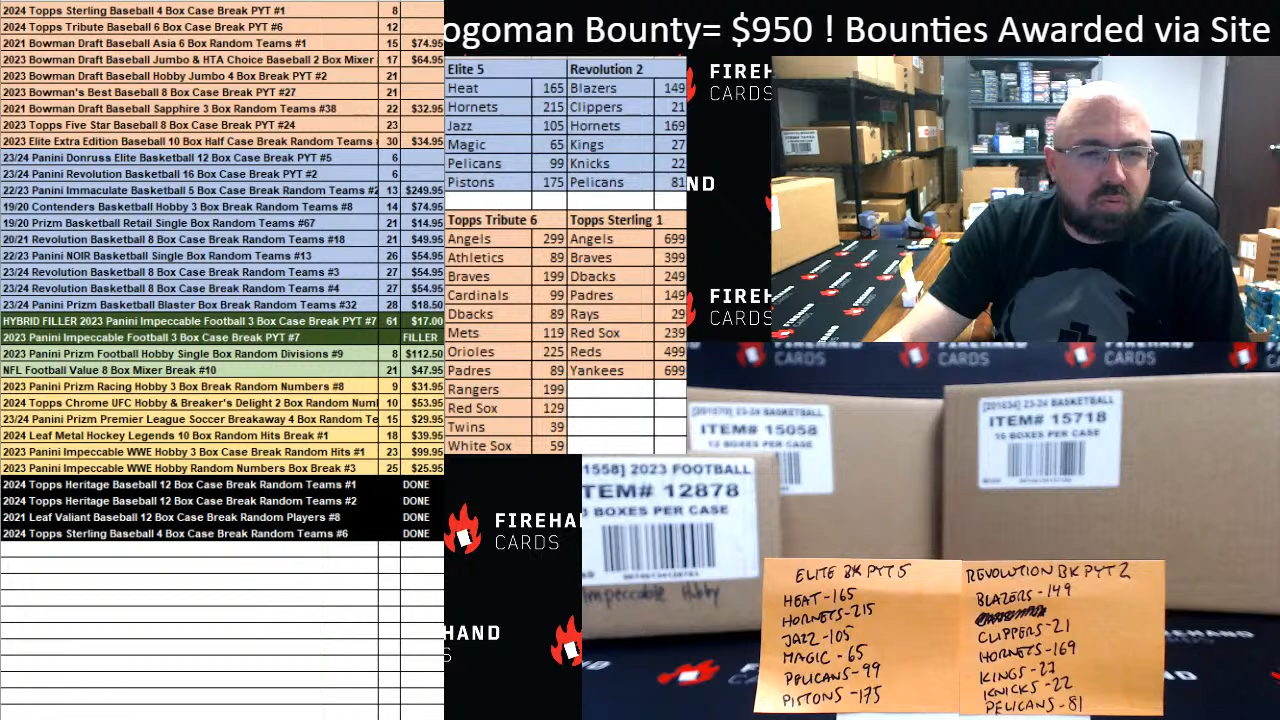 2024 Topps Sterling Baseball 4 Box Case Break PYT #1 8
2024 Topps Tribute Baseball 6 Box Case Break PYT #6 12
2021 Bowman Draft Baseball Asia 6 Box Random Teams #1 15 $74.95
2023 Bowman Draft Baseball Jumbo & HTA Choice Baseball 2 Box Mixer 17 $64.95
2023 Bowman Draft Baseball Hobby Jumbo 4 Box Break PYT #2 21
2023 Bowman's Best Baseball 8 Box Case Break PYT #27 21
2021 Bowman Draft Baseball Sapphire 3 Box Random Teams #38 22 $32.95
2023 Topps Five Star Baseball 8 Box Case Break PYT #24 23
2023 Elite Extra Edition Baseball 10 Box Half Case Break Random Teams 30 $34.95
23/24 Panini Donruss Elite Basketball 12 Box Case Break PYT #5 6
23/24 Panini Revolution Basketball 16 Box Case Break PYT #2 6
22/23 Panini Immaculate Basketball 5 Box Case Break Random Teams #2 13 $249.95
19/20 Contenders Basketball Hobby 3 Box Break Random Teams #8 14 $74.95
19/20 Prizm Basketball Retail Single Box Random Teams #67 21 $14.95
20/21 Revolution Basketball 8 Box Case Break Random Teams #18 21 $49.95
22/23 Panini NOIR Basketball Single Box Random Teams #13 26 $54.95
23/24 Revolution Basketball 8 Box Case Break Random Teams #3 27 $54.95
23/24 Revolution Basketball 8 Box Case Break Random Teams #4 27 $54.95
23/24 Panini Prizm Basketball Blaster Box Break Random Teams #32 28 $18.50
HYBRID FILLER 2023 Panini Impeccable Football 3 Box Case Break PYT #7 61 $17.00
2023 Panini Impeccable Football 3 Box Case Break PYT #7 FILLER
2023 Panini Prizm Football Hobby Single Box Random Divisions #9 8 $112.50
NFL Football Value 8 Box Mixer Break #10 21 $47.95
2023 Panini Prizm Racing Hobby 3 Box Break Random Numbers #8 9 $31.95
2024 Topps Chrome UFC Hobby & Breaker's Delight 2 Box Random Num 10 $53.95
23/24 Panini Prizm Premier League Soccer Breakaway 4 Box Random Te 15 $29.95
2024 Leaf Metal Hockey Legends 10 Box Random Hits Break #1 18 $39.95
2023 Panini Impeccable WWE Hobby 3 Box Case Break Random Hits #1 23 $99.95
2023 Panini Impeccable WWE Hobby Random Numbers Box Break #3 25 $25.95
2024 Topps Heritage Baseball 12 Box Case Break Random Teams #1 DONE
2024 Topps Heritage Baseball 12 Box Case Break Random Teams #2 DONE
2021 Leaf Valiant Baseball 12 Box Case Break Random Players #8 DONE
2024 Topps Sterling Baseball 4 Box Case Break Random Teams #6 DONE
ogoman Bounty= $950 ! Bounties Awarded via Site
Elite 5 Revolution 2
Heat 165 Blazers 149
Hornets 215 Clippers 21
Jazz 105 Hornets 169
Magic 65 Kings 27
Pelicans 99 Knicks 22
Pistons 175 Pelicans 81
Topps Tribute 6 Topps Sterling 1
Angels 299 Angels 699
Athletics 89 Braves 399
Braves 199 Dbacks 249
Cardinals 99 Padres 149
Dbacks 89 Rays 29
Mets 119 Red Sox 239
Orioles 225 Reds 499
Padres 89 Yankees 699
Rangers 199
Red Sox 129
Twins 39
White Sox 59
FIREHA
CARDS
ND
FIREHA
CARDS
FIREHAN
CARDS
HAND
S
CARDS
FIREHAND
CARDS
FIREHAND
CARDS
23-24 BASKETBALL
ITEM# 15058
12 BOXES PER CASE
[201634] 23-24 BASKETBALL
ITEM# 15718
16 BOXES PER CASE
1558] 2023 FOOTBALL
TEM# 12878
3 BOXES PER CASE
Impeccable Hobby
ELITE BK PYT 5
HEAT-165
HORNETS-215
JAZZ-105
MAGIC-65
PELICANS-99
PISTONS-175
REVOLUTION BK PYT 2
BLAZERS-149
CLIPPERS-21
HORNETS-169
KINGS-27
KNICKS-22
PELICANS-81